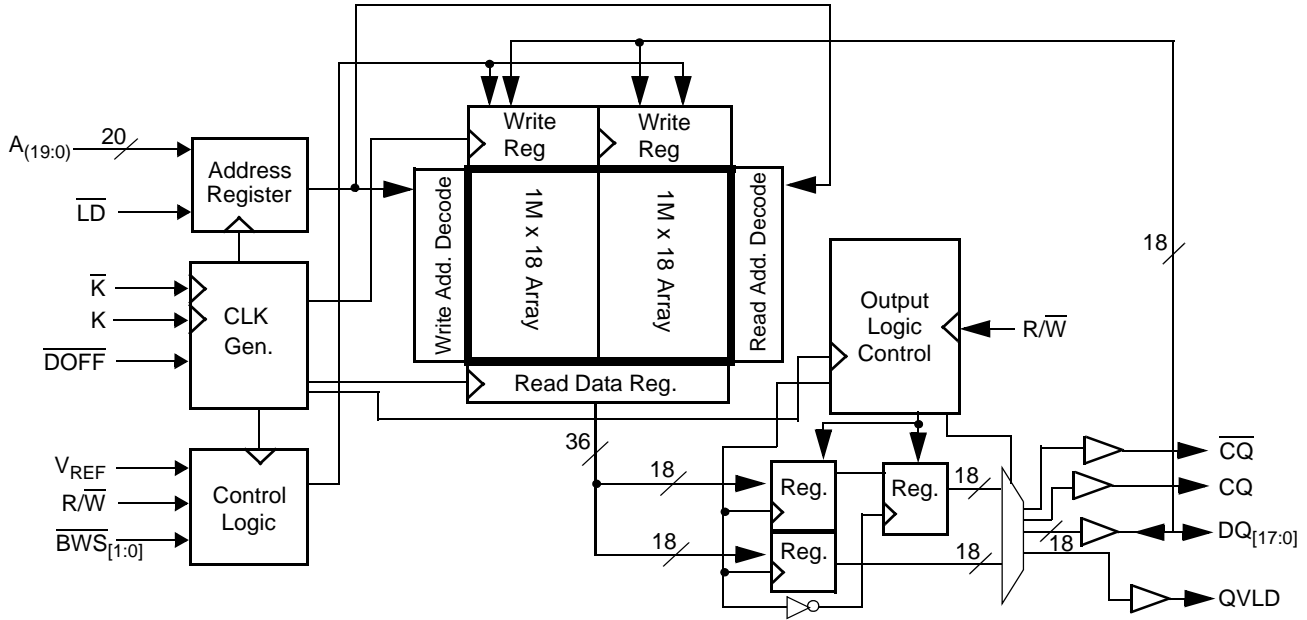 A(19:0)
20
LD
Address
Register
K
K
DOFF
CLK
Gen.
VREF
R/W
BWS[1:0]
Control
Logic
Write
Reg
Write
Reg
Write Add. Decode
1M x 18 Array
1M x 18 Array
Read Add. Decode
Read Data Reg.
36
18
18
Output
Logic
Control
R/W
18
Reg.
Reg.
Reg.
18
18
18
CQ
CQ
DQ[17:0]
QVLD